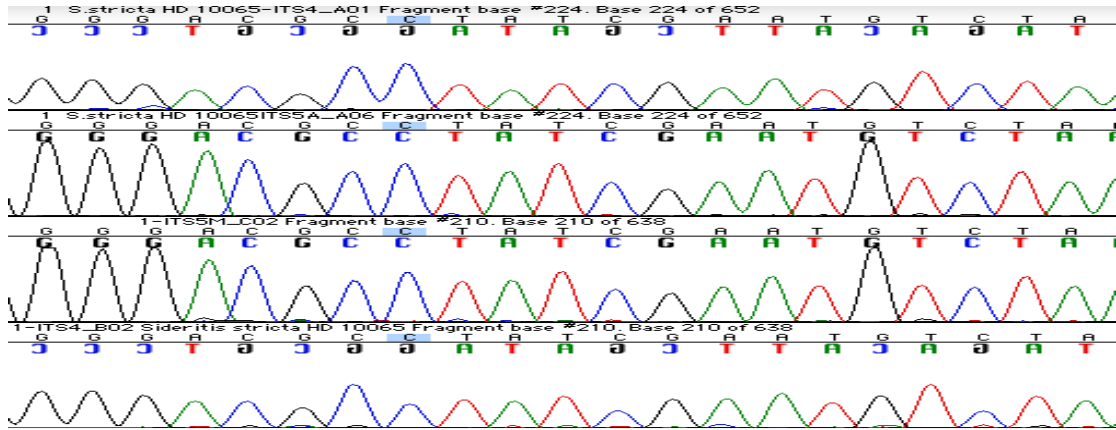 1 S.stricta HD 10065-ITS4_A01 Fragment base #224. Base 224 of 652
G G G A C G C C T A T C G A A T G T C T A
C C C T G C G G A T A G C T T A C A G A T
1 S.stricta HD 10065ITS5A_A06 Fragment base #224. Base 224 of 652
G G G A C G C C T A T C G A A T G T C T A
G G G A C G C C T A T C G A A T G T C T A A
1-ITS5M_C02 Fragment base #210. Base 210 of 638
G G G A C G C C T A T C G A A T G T C T A
G G G A C G C C T A T C G A A T G T C T A
1-ITS4_B02 Sideritis stricta HD 10065 Fragment base #210. Base 210 of 638
G G G A C G C C T A T C G A A T G T C T A
C C C T G C G G A T A G C T T A C A G A T